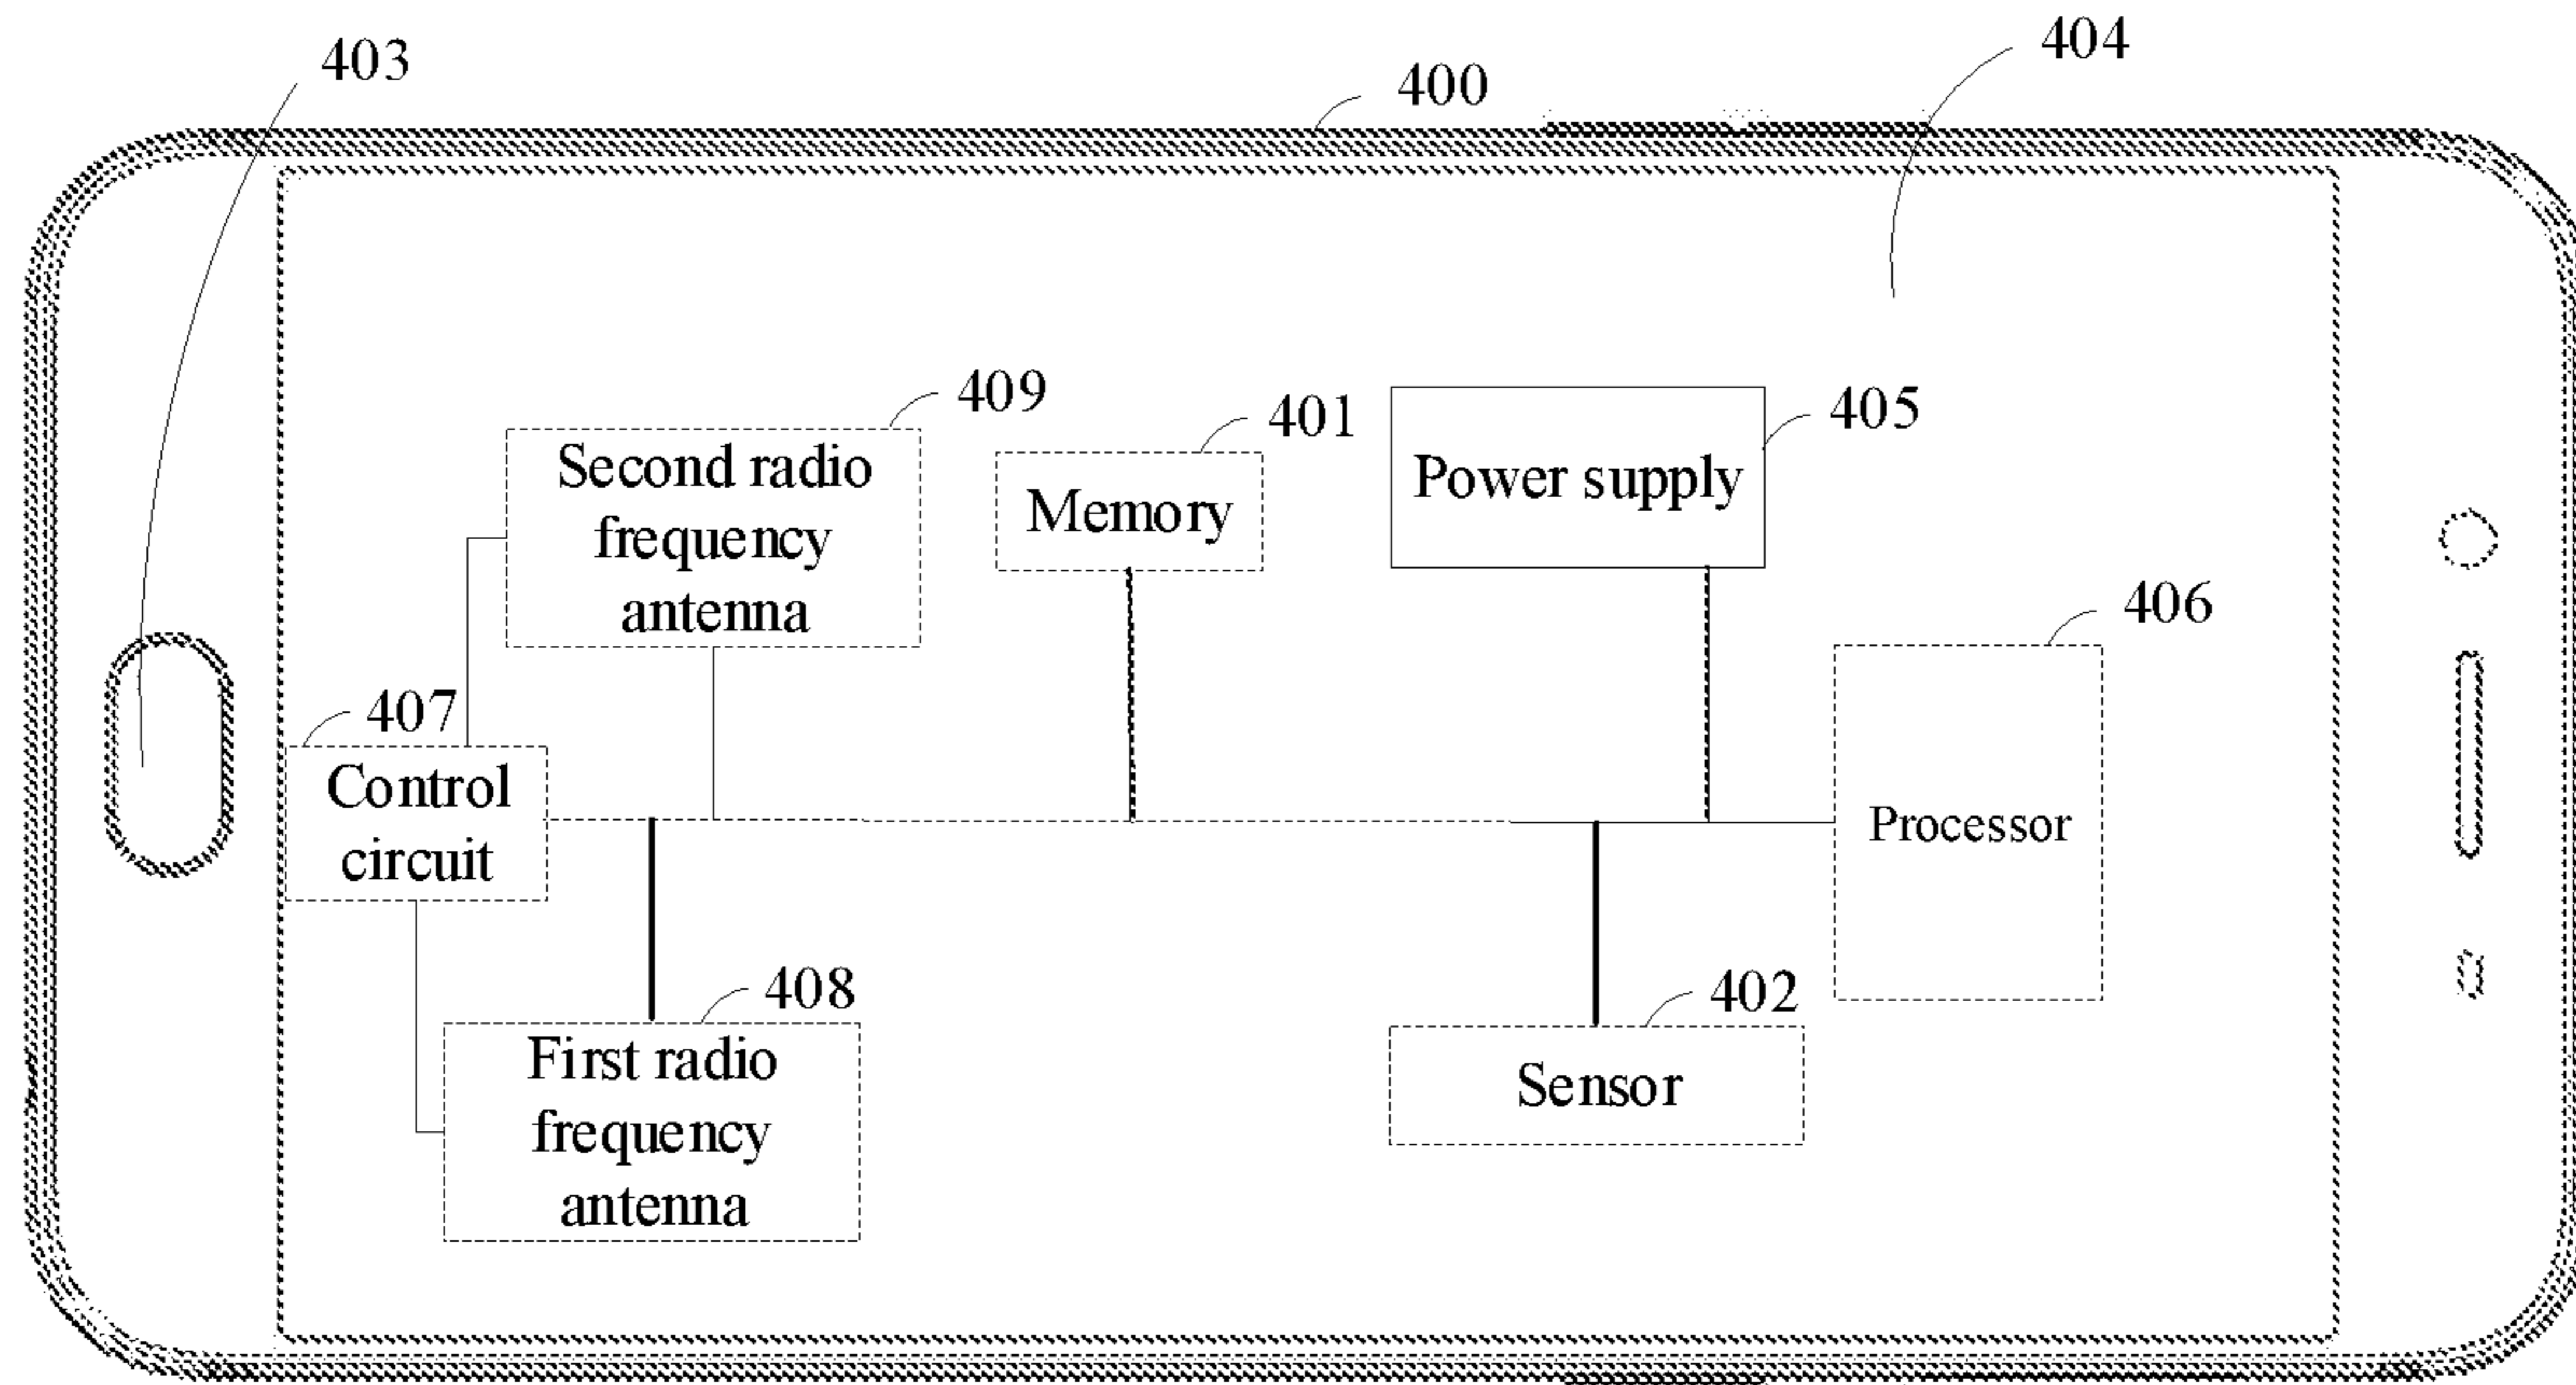 403
400
404
409
Second radio
frequency
antenna
401
Memory
405
Power supply
406
Processor
407
Control
circuit
408
First radio
frequency
antenna
402
Sensor